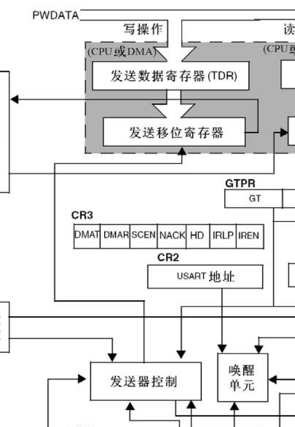 PWDATA
写操作 读
(CPU或DMA) (CPU或
发送数据寄存器(TDR)
发送移位寄存器
GTPR
GT
CR3
DMAT DMAR SCEN NACK HD IRLP IREN
CR2
USART 地址
发送器控制
唤醒
单元